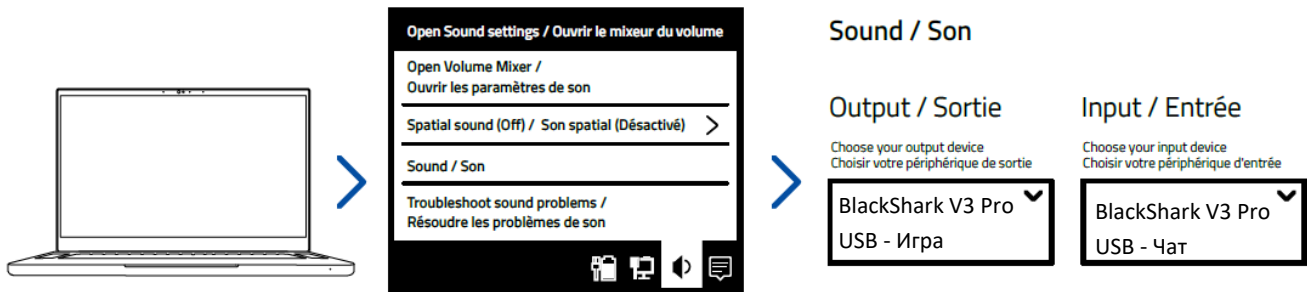 Open Sound settings / Ouvrir le mixeur du volume
Open Volume Mixer /
Ouvrir les paramètres de son
Spatial sound (Off) / Son spatial (Désactivé)
Sound / Son
Troubleshoot sound problems /
Résoudre les problèmes de son
Sound / Son
Output / Sortie
Choose your output device
Choisir votre périphérique de sortie
BlackShark V3 Pro
USB - Игра
Input / Entrée
Choose your input device
Choisir votre périphérique d'entrée
BlackShark V3 Pro
USB - Чат